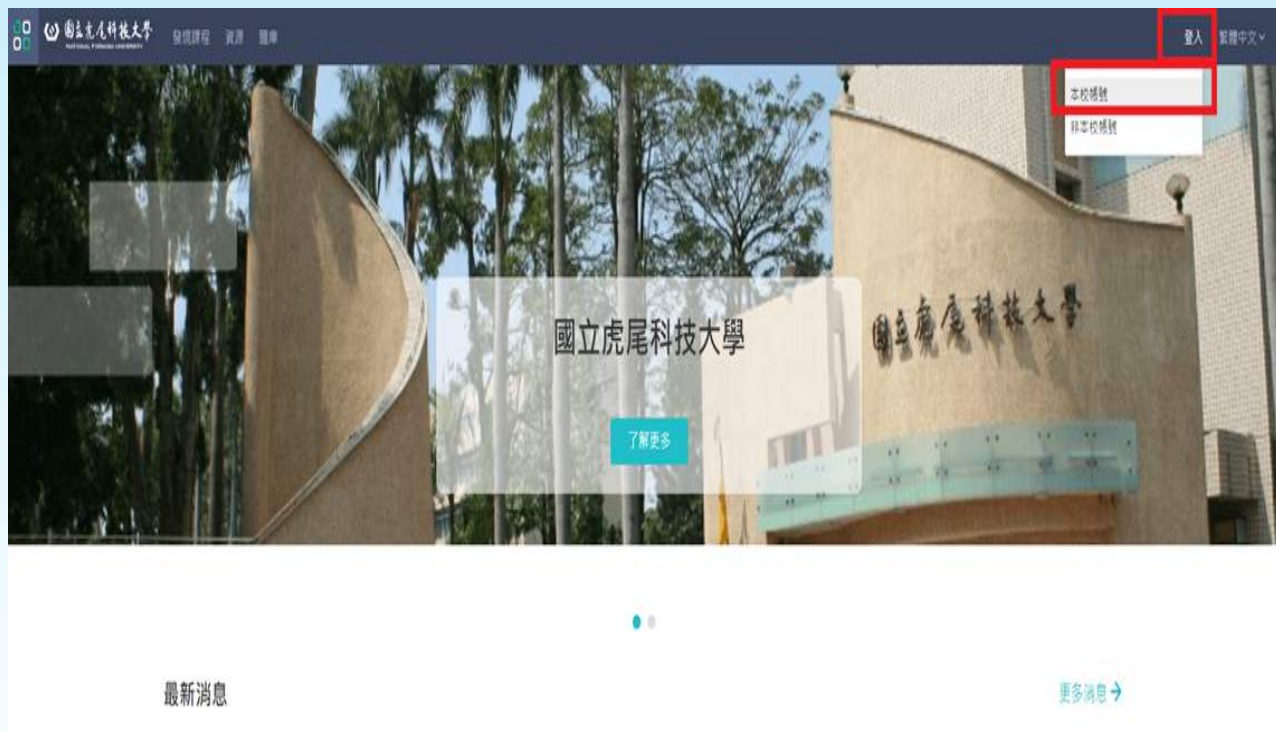 國立虎尾科技大學 發現課程 資源 題庫 登入 繁體中文
NATIONAL FORMOSA UNIVERSITY
本校帳號
非本校帳號
國立虎尾科技大學
國立虎尾科技大學
了解更多
最新消息 更多消息